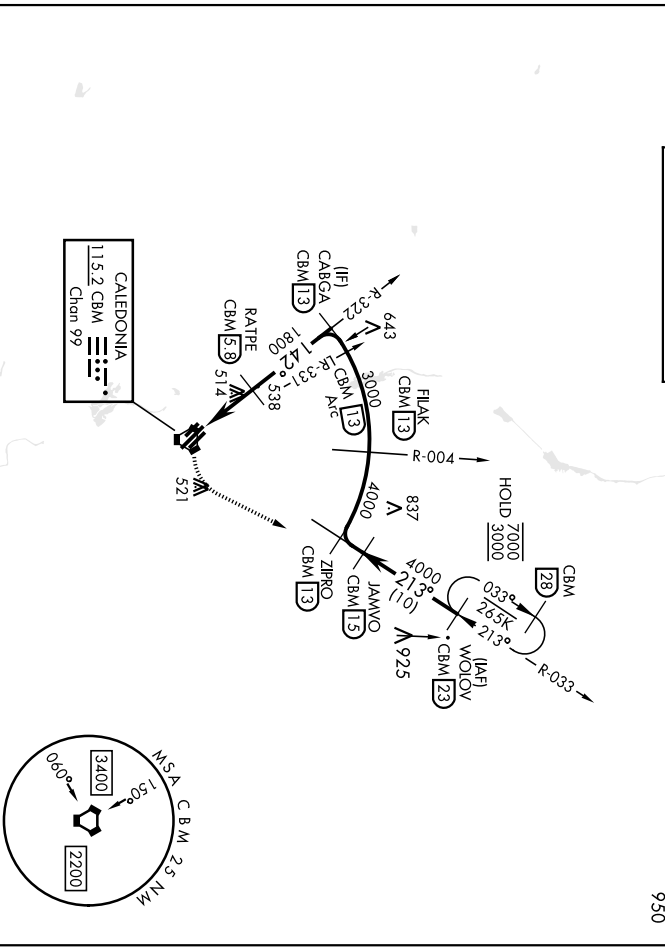 950
CBM
28
HOLD 7000
3000
033°
265K
213°
R-033
(IAF)
WOLOV
CBM 23
925
4000
213°
(10)
JAMVO
CBM 15
ZIPRO
CBM 13
837
4000
R-004
FILAK
CBM 13
3000
CBM 13
Arc
643
R-322
(IF)
CABGA
CBM 13
LR-331
142°
1800
RATPE
CBM 5.8
538
514
521
CALEDONIA
115.2 CBM
Chan 99
MSA CBM 25 NM
3400
150°
060°
2200